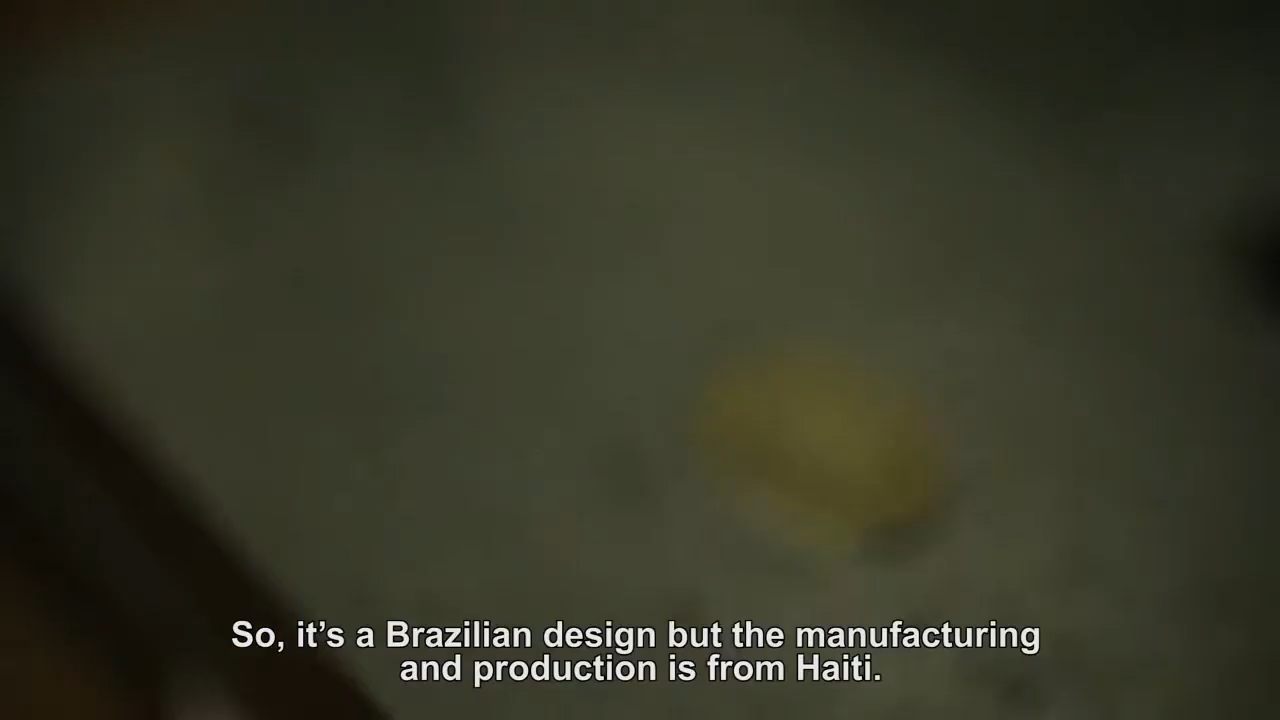 So, it’s a Brazilian design but the manufacturing
and production is from Haiti.